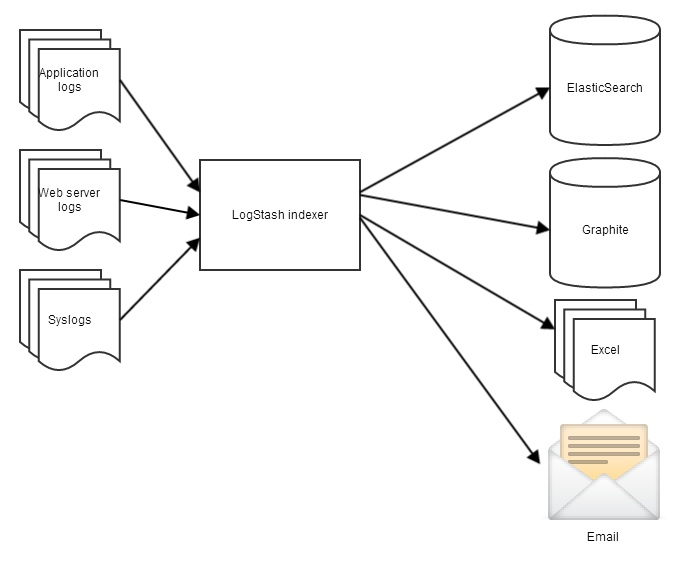 Application
logs
Web server
logs
Syslogs
LogStash indexer
ElasticSearch
Graphite
Excel
Email